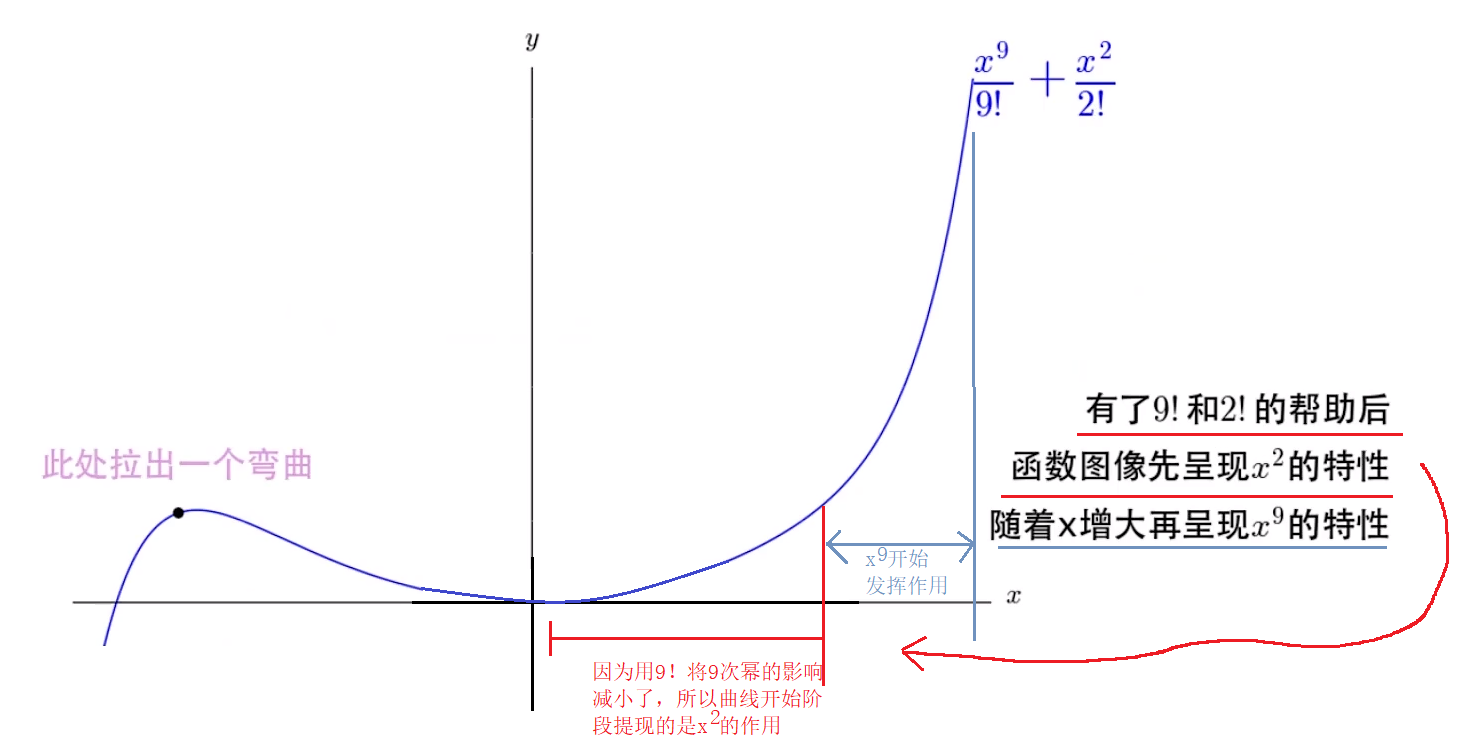 y
x⁹/9! + x²/2!
有了9!和2!的帮助后
函数图像先呈现x²的特性
随着x增大再呈现x⁹的特性
此处拉出一个弯曲
x⁹开始
发挥作用
x
因为用9！将9次幂的影响
减小了，所以曲线开始阶
段提现的是x²的作用